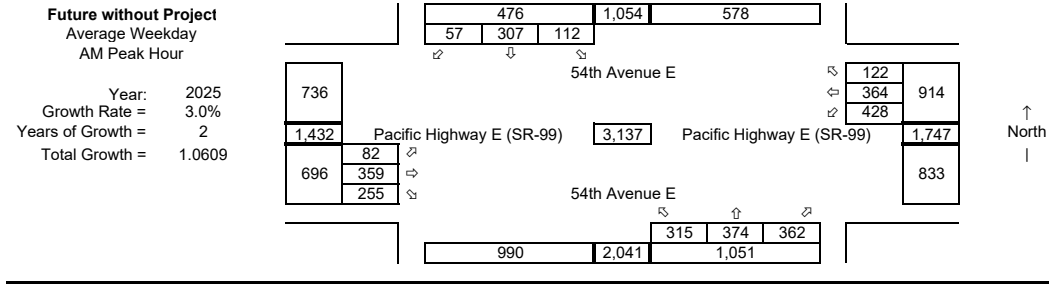 Future without Project 476 1,054 578
Average Weekday 57 307 112
AM Peak Hour ⬃ ⇩ ⬂
54th Avenue E ⬁ 122
Year: 2025 736 ⇦ 364 914
Growth Rate = 3.0% ⬃ 428 ↑
Years of Growth = 2 1,432 Pacific Highway E (SR-99) 3,137 Pacific Highway E (SR-99) 1,747 North
Total Growth = 1.0609 82 ⬀ |
696 359 ⇨ 833
255 ⬂ 54th Avenue E
⬁ ⇧ ⬀
315 374 362
990 2,041 1,051